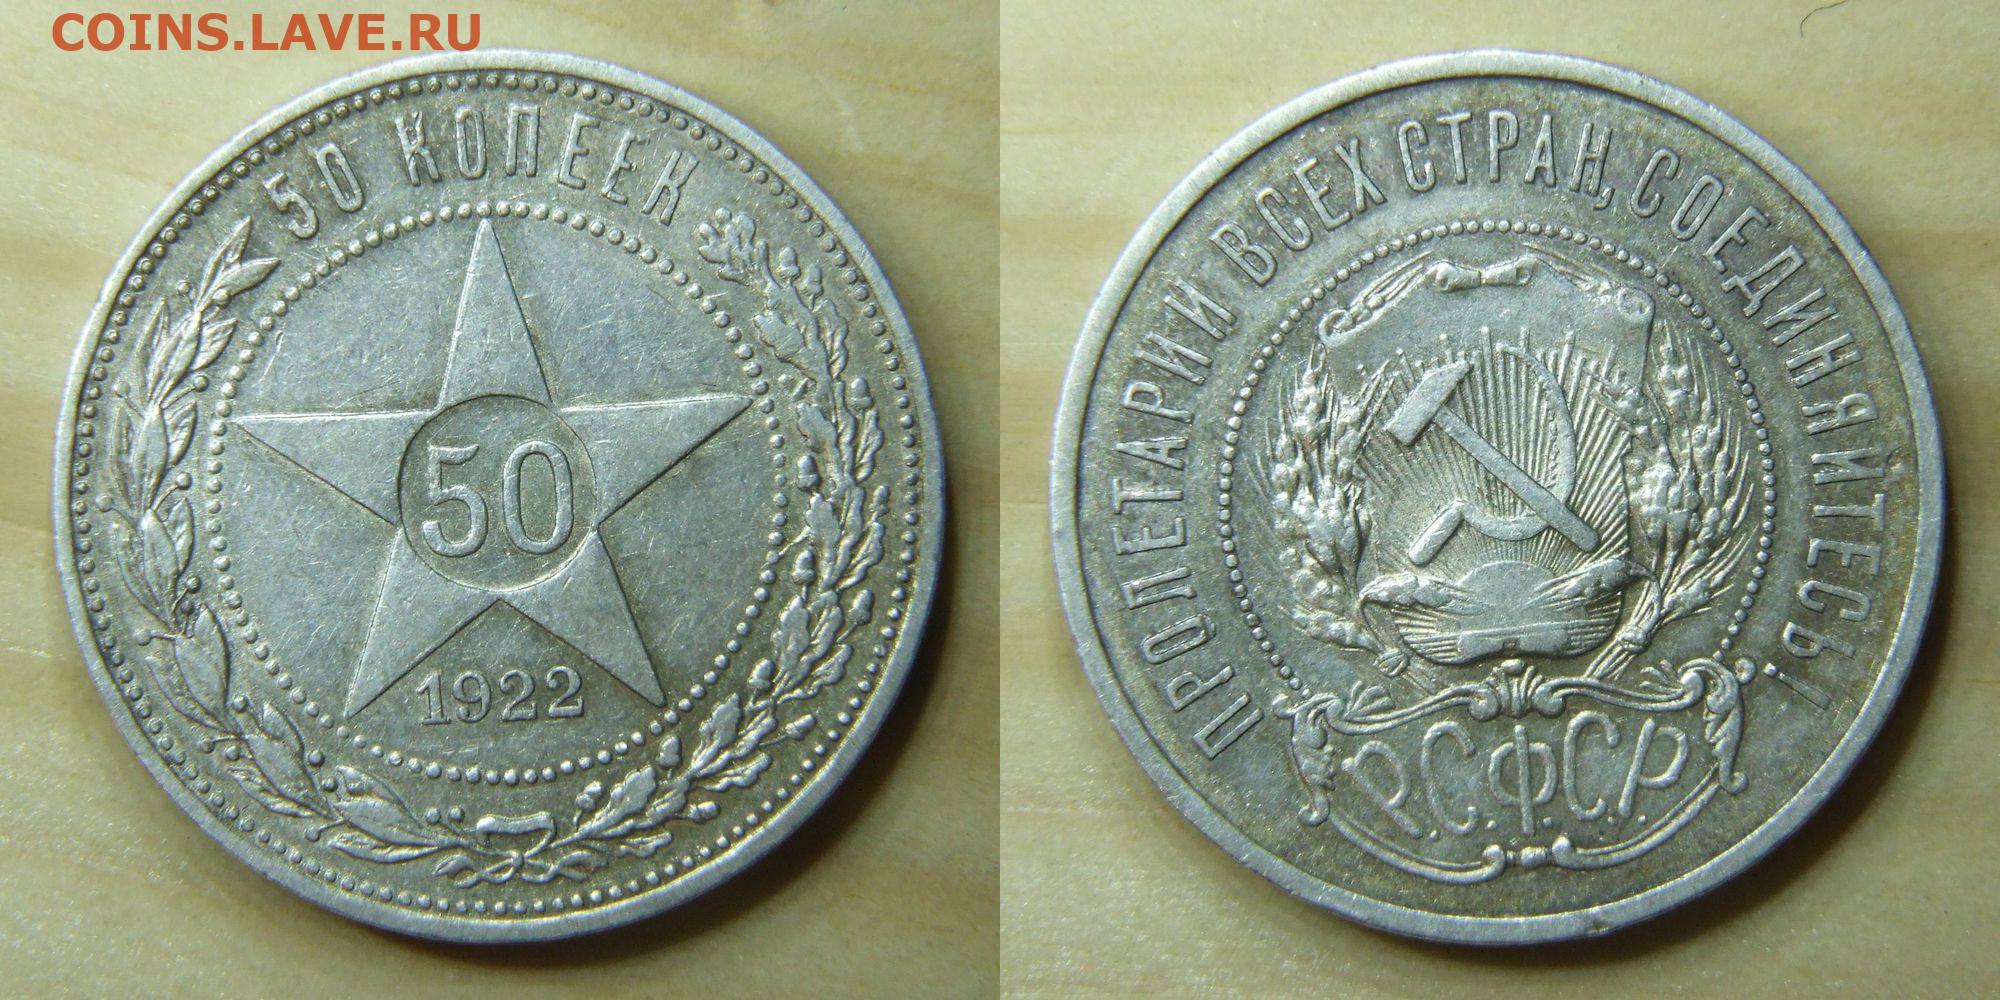 COINS.LAVE.RU
50 КОПЕЕК
50
1922
ПРОЛЕТАРИИ ВСЕХ СТРАН, СОЕДИНЯЙТЕСЬ!
Р.С.Ф.С.Р.